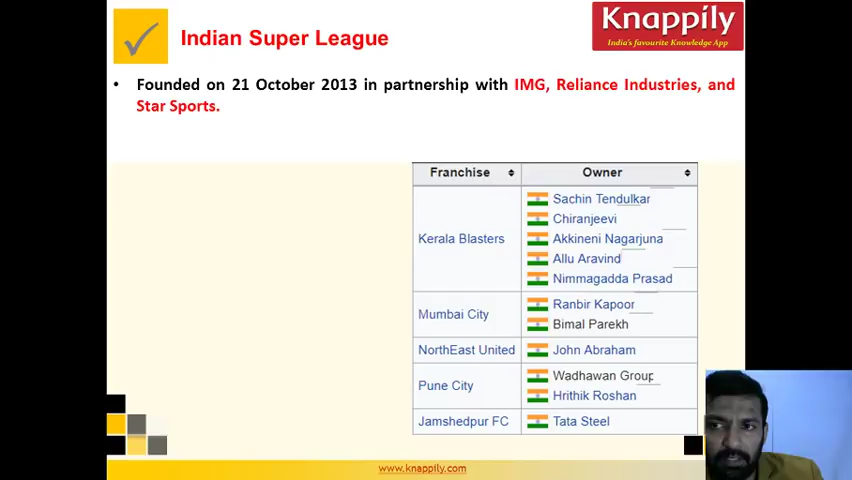 Indian Super League
Knappily
India's favourite Knowledge App
• Founded on 21 October 2013 in partnership with IMG, Reliance Industries, and
Star Sports.
Franchise Owner
Kerala Blasters
Sachin Tendulkar
Chiranjeevi
Akkineni Nagarjuna
Allu Aravind
Nimmagadda Prasad
Mumbai City
Ranbir Kapoor
Bimal Parekh
NorthEast United John Abraham
Pune City
Wadhawan Group
Hrithik Roshan
Jamshedpur FC Tata Steel
www.knappily.com